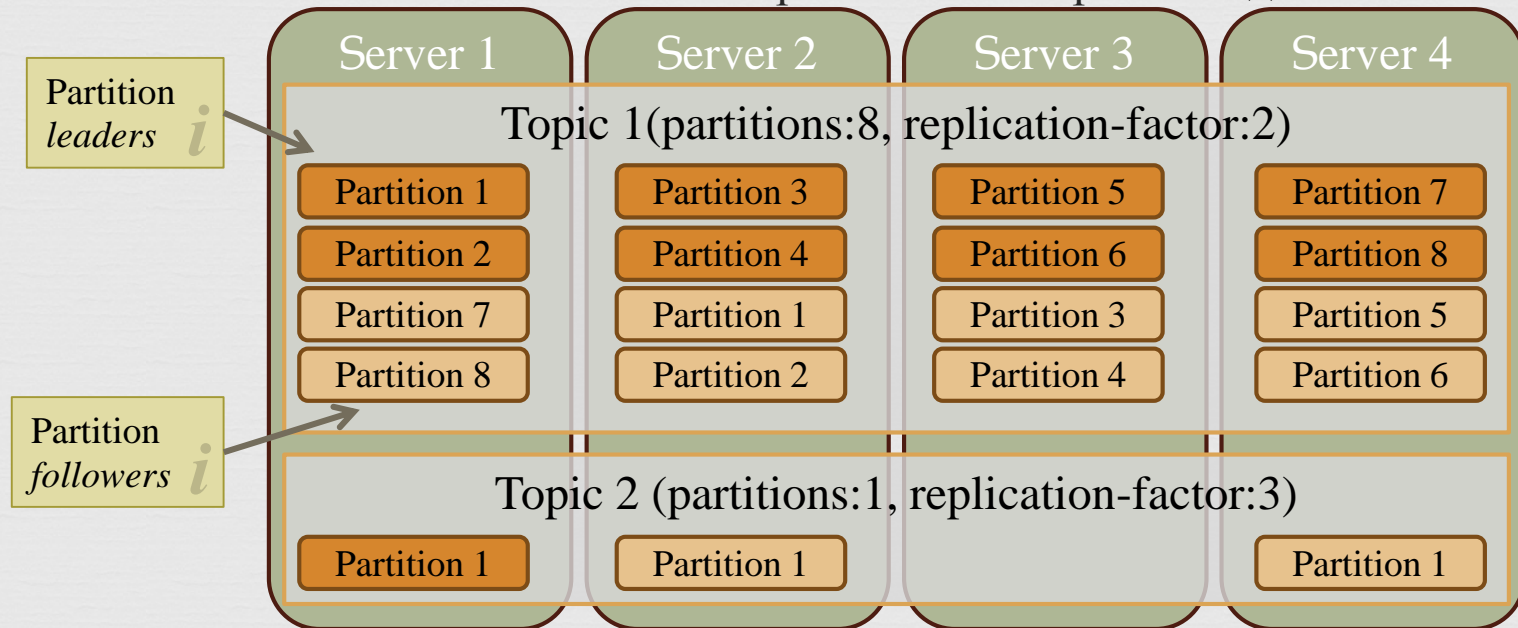 Server 1 Server 2 Server 3 Server 4
Partition
leaders i
Topic 1(partitions:8, replication-factor:2)
Partition 1 Partition 3 Partition 5 Partition 7
Partition 2 Partition 4 Partition 6 Partition 8
Partition 7 Partition 1 Partition 3 Partition 5
Partition 8 Partition 2 Partition 4 Partition 6
Partition
followers i
Topic 2 (partitions:1, replication-factor:3)
Partition 1 Partition 1 Partition 1